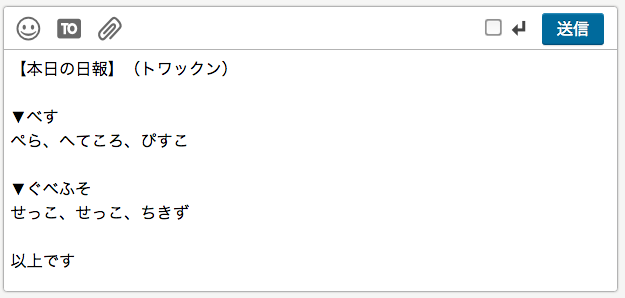 TO
送信
【本日の日報】（トワックン）
▼べす
ぺら、へてころ、ぴすこ
▼ぐべふそ
せっこ、せっこ、ちきず
以上です